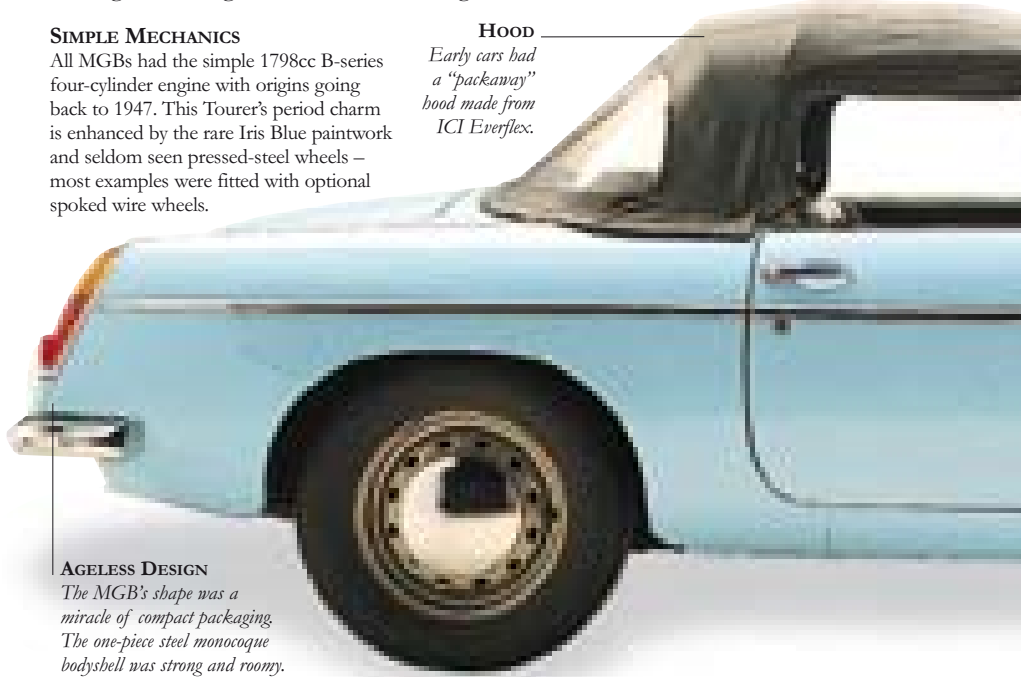 SIMPLE MECHANICS
All MGBs had the simple 1798cc B-series
four-cylinder engine with origins going
back to 1947. This Tourer's period charm
is enhanced by the rare Iris Blue paintwork
and seldom seen pressed-steel wheels –
most examples were fitted with optional
spoked wire wheels.
HOOD
Early cars had
a “packaway”
hood made from
ICI Everflex.
AGELESS DESIGN
The MGB's shape was a
miracle of compact packaging.
The one-piece steel monocoque
bodyshell was strong and roomy.